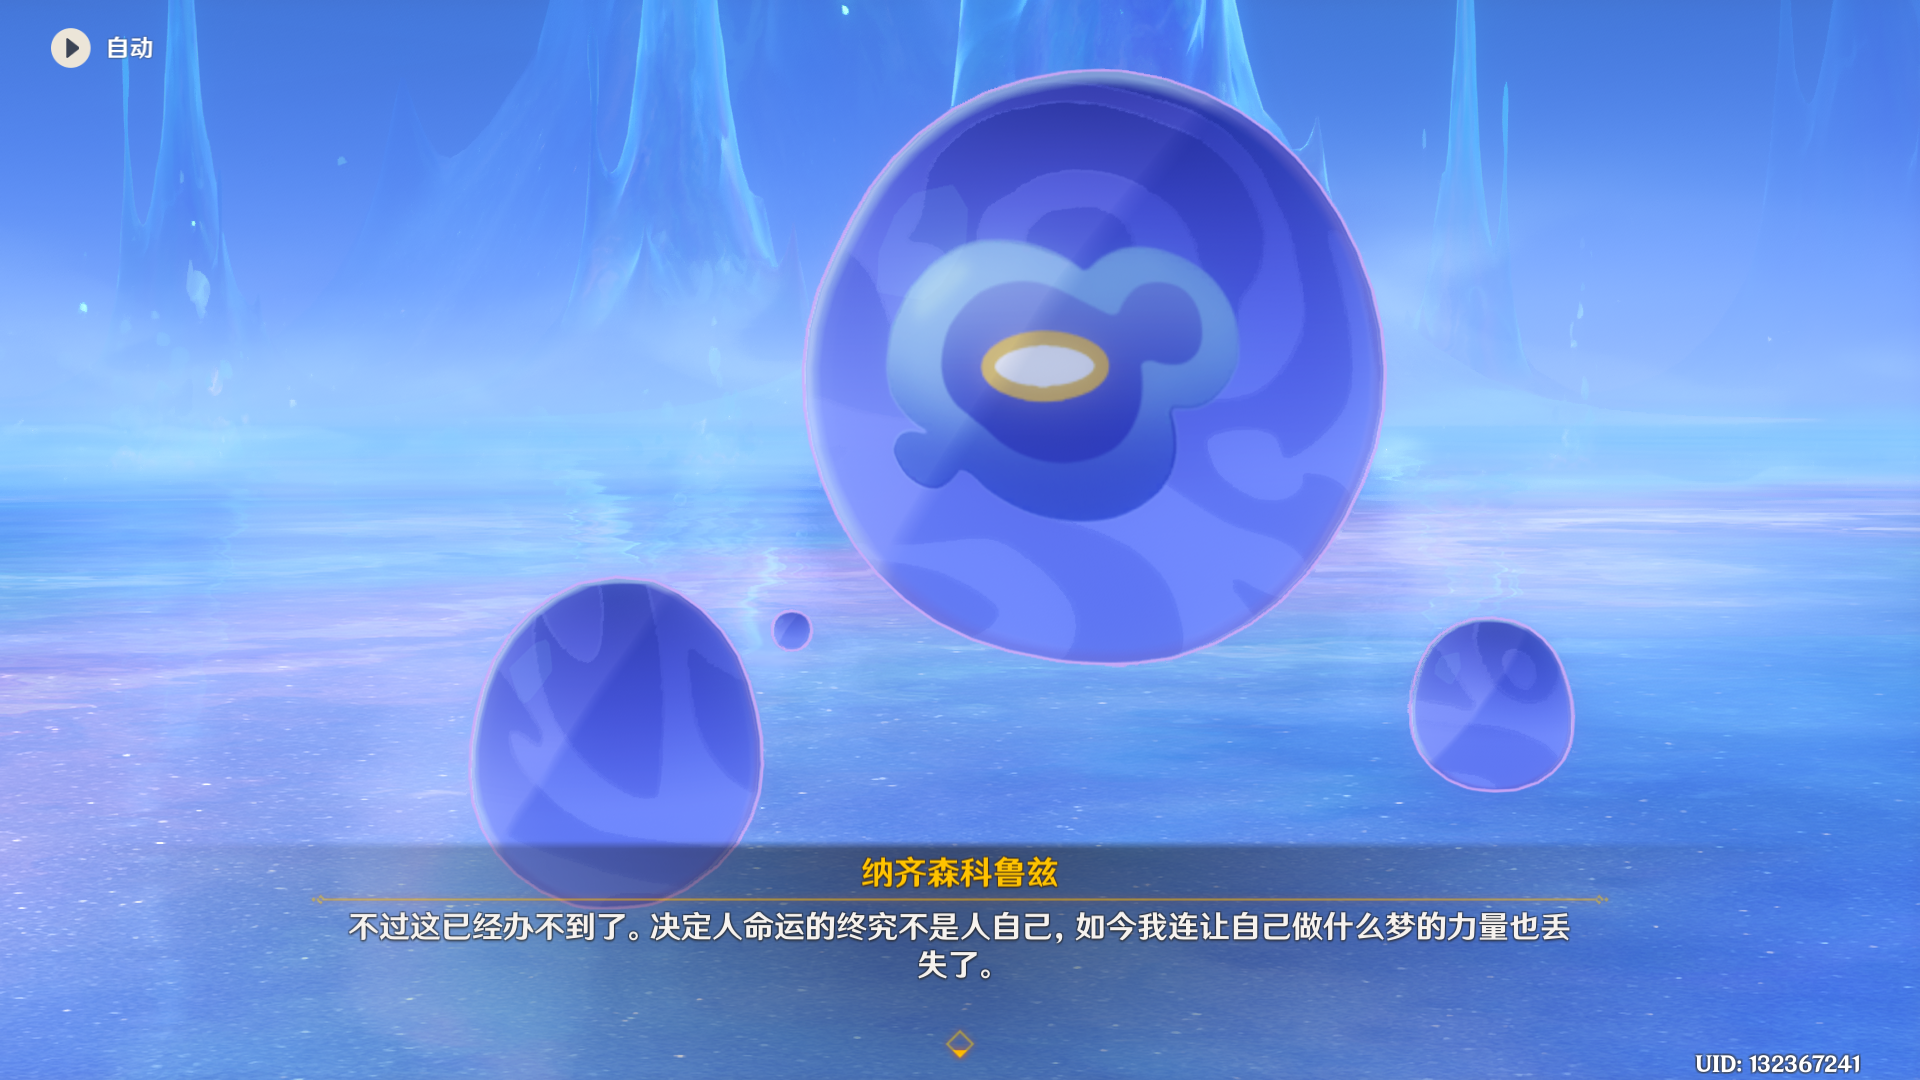 自动
纳齐森科鲁兹
不过这已经办不到了。决定人命运的终究不是人自己，如今我连让自己做什么梦的力量也丢
失了。
UID: 132367241